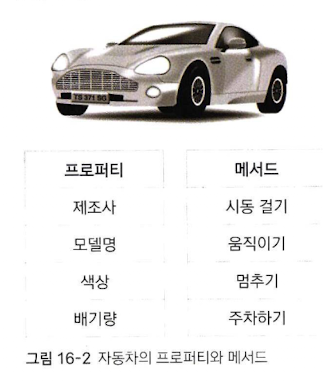 TS 371 SG
프로퍼티 메서드
제조사 시동 걸기
모델명 움직이기
색상 멈추기
배기량 주차하기
그림 16-2 자동차의 프로퍼티와 메서드